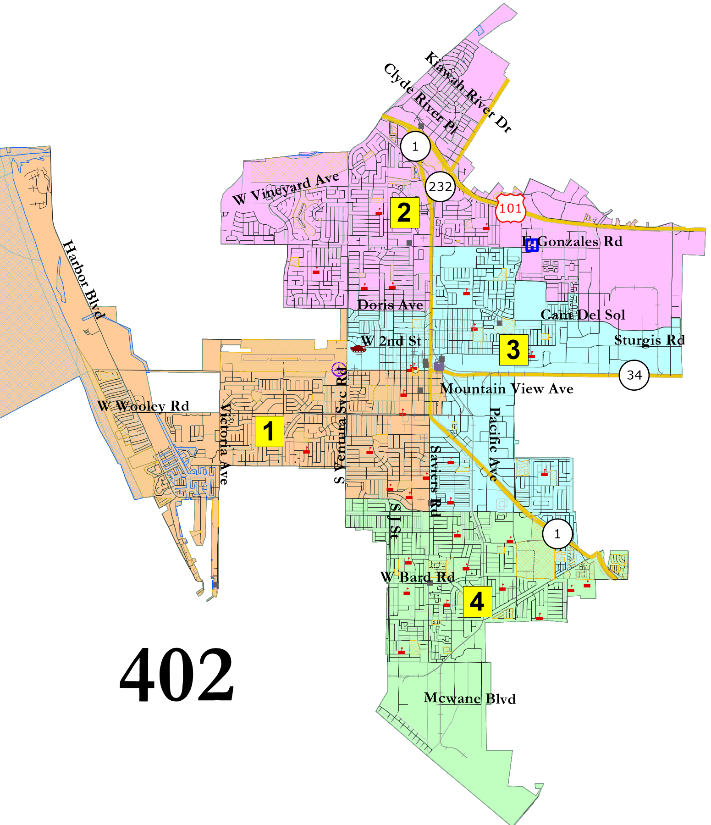 Kiawah River Dr
Clyde River Pl
1
232
W Vineyard Ave
2
101
E Gonzales Rd
H
Harbor Blvd
Doris Ave
Cam Del Sol
W 2nd St
3
Sturgis Rd
34
Mountain View Ave
W Wooley Rd
Victoria Ave
1
S Ventura Svc Rd
Saviers Rd
Pacific Ave
S J St
1
W Bard Rd
4
402
Mcwane Blvd